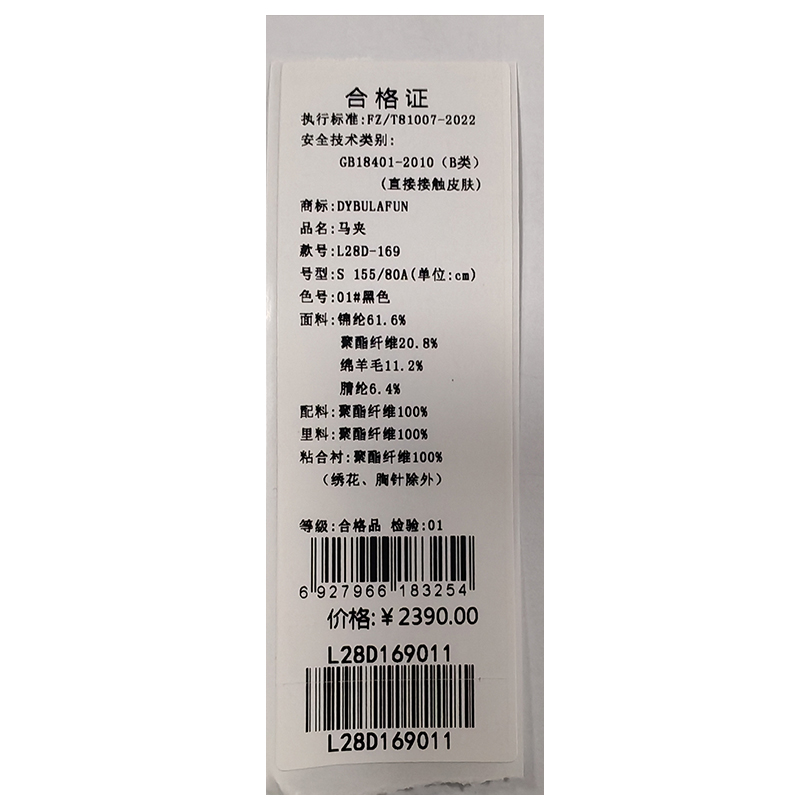 合格证
执行标准:FZ/T81007-2022
安全技术类别:
GB18401-2010（B类）
(直接接触皮肤)
商标:DYBULAFUN
品名:马夹
款号:L28D-169
号型:S 155/80A(单位:cm)
色号:01#黑色
面料:锦纶61.6%
聚酯纤维20.8%
绵羊毛11.2%
腈纶6.4%
配料:聚酯纤维100%
里料:聚酯纤维100%
粘合衬:聚酯纤维100%
（绣花、胸针除外）
等级:合格品 检验:01
6 927966 183254
价格:￥2390.00
L28D169011
L28D169011